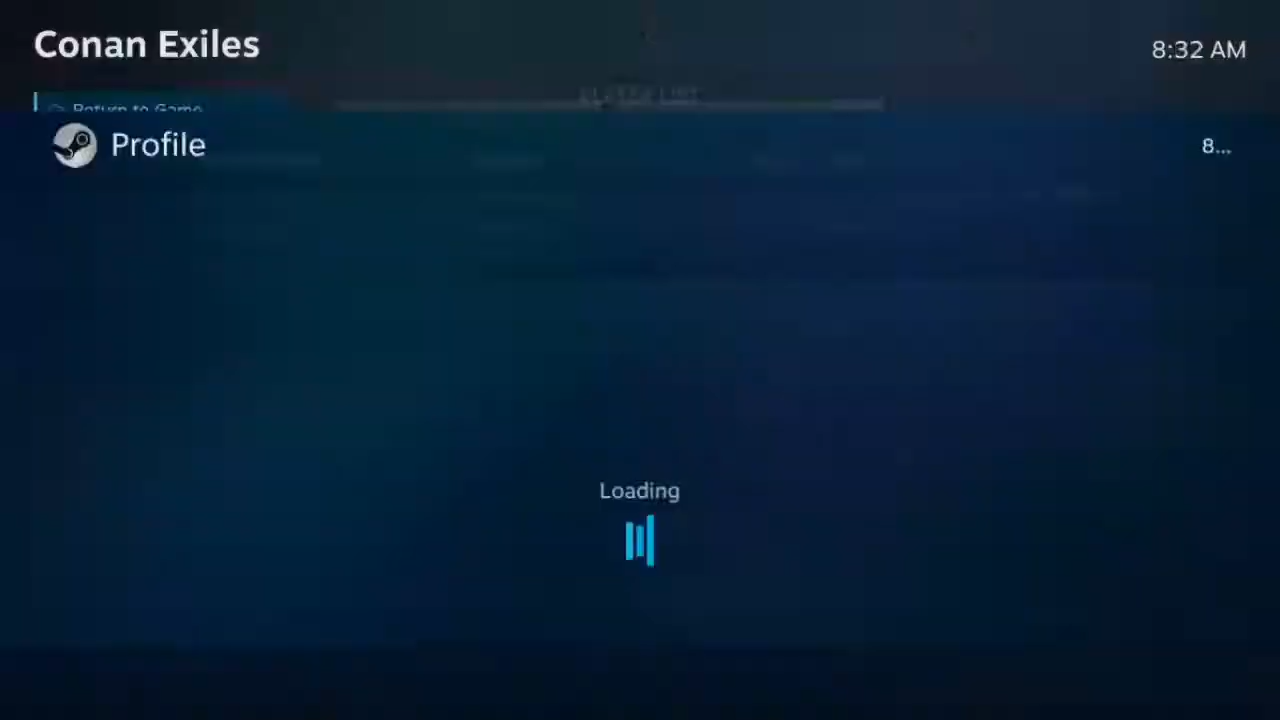 Conan Exiles
8:32 AM
Return to Game
Profile
8...
Loading